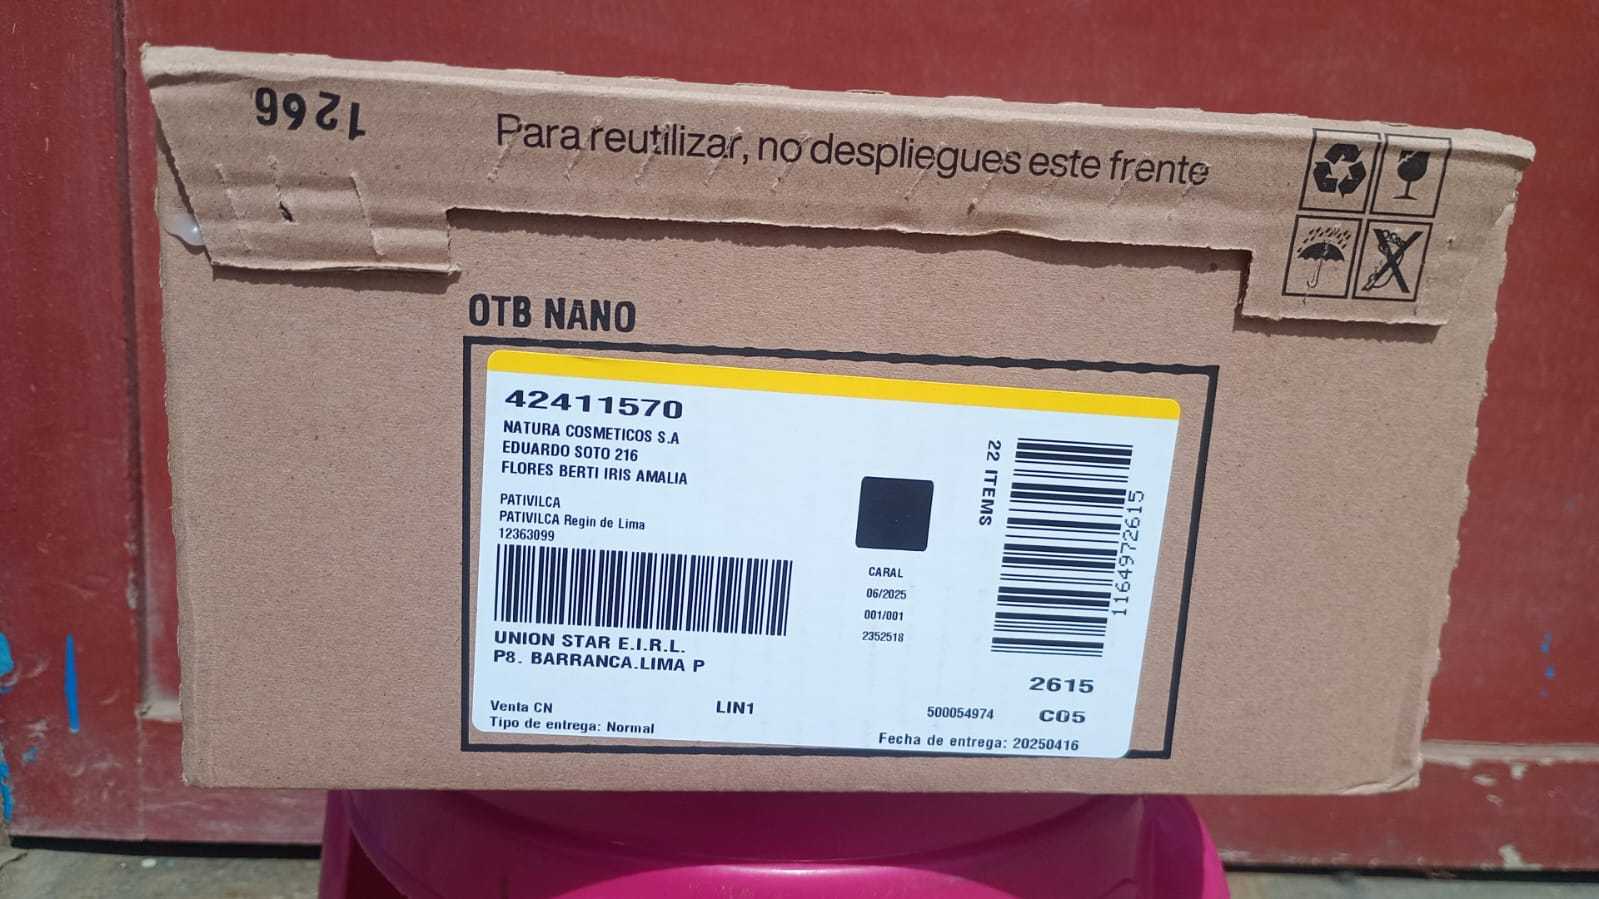 1266
Para reutilizar, no despliegues este frente
OTB NANO
42411570
NATURA COSMETICOS S.A
EDUARDO SOTO 216
FLORES BERTI IRIS AMALIA
PATIVILCA
PATIVILCA Regin de Lima
12363099
UNION STAR E.I.R.L.
P8. BARRANCA.LIMA P
Venta CN
Tipo de entrega: Normal
LIN1
CARAL
06/2025
001/001
2352518
22 ITEMS
1164972615
2615
500054974 C05
Fecha de entrega: 20250416